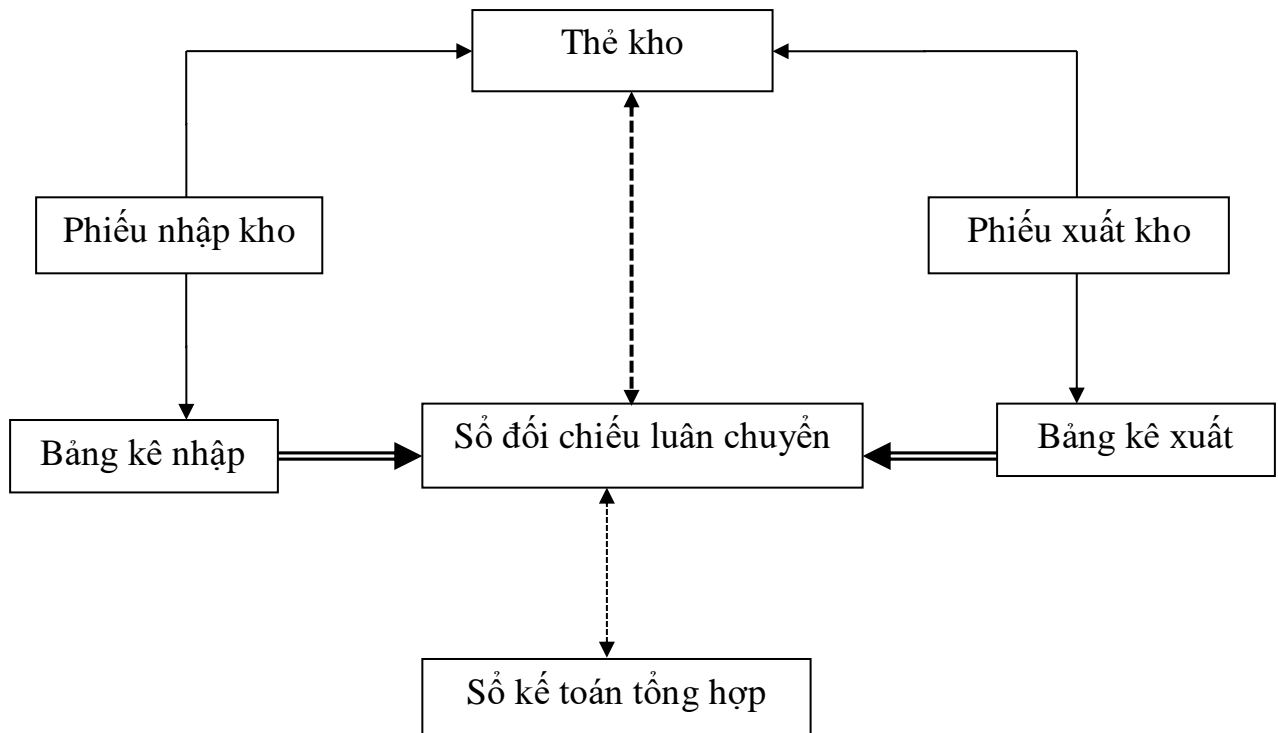 Thẻ kho
Phiếu nhập kho
Phiếu xuất kho
Bảng kê nhập
Sổ đối chiếu luân chuyển
Bảng kê xuất
Sổ kế toán tổng hợp